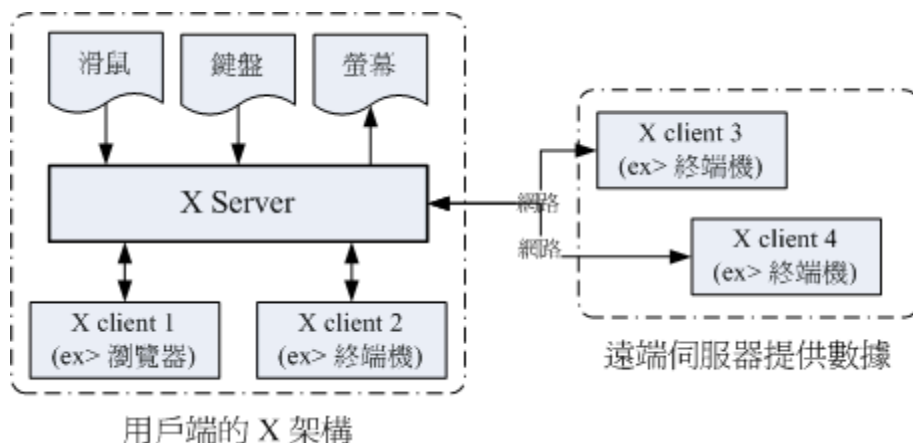 滑鼠
鍵盤
螢幕
X Server
X client 1
(ex> 瀏覽器)
X client 2
(ex> 終端機)
用戶端的 X 架構
網路
網路
X client 3
(ex> 終端機)
X client 4
(ex> 終端機)
遠端伺服器提供數據